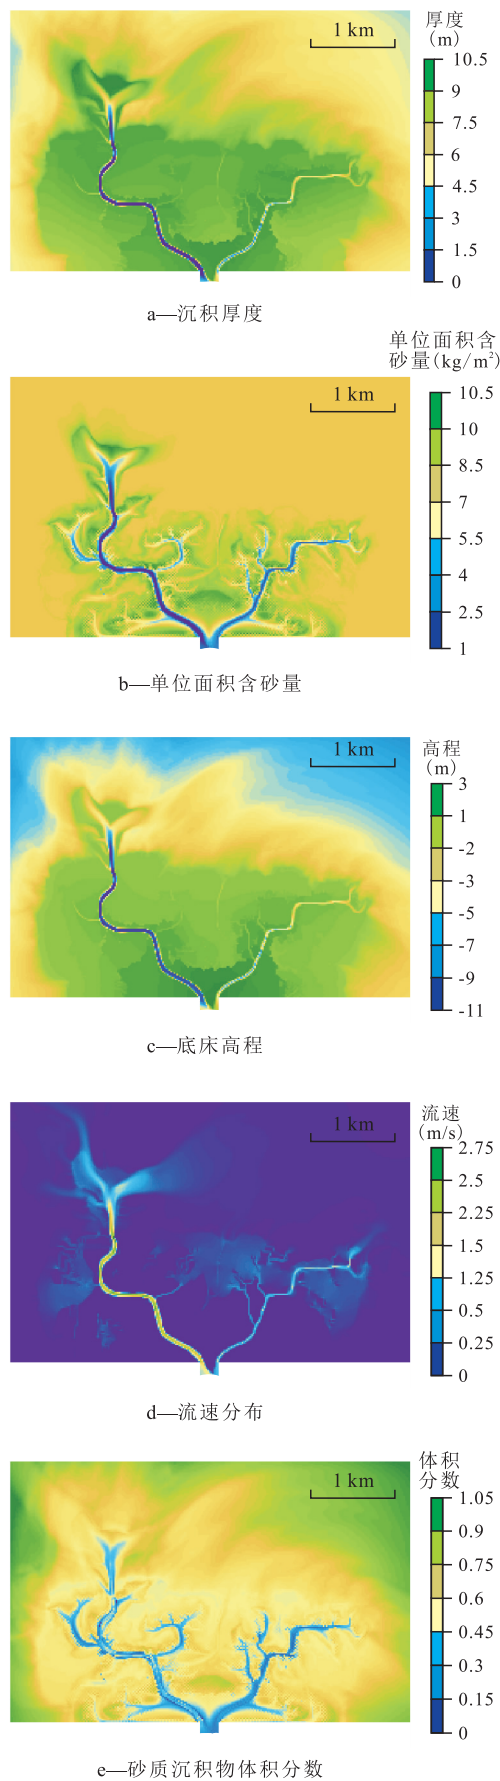 厚度
(m)
1 km
10.5
9
7.5
6
4.5
3
1.5
0
a—沉积厚度
单位面积含
砂量(kg/m²)
1 km
10.5
10
8.5
7
5.5
4
2.5
1
b—单位面积含砂量
高程
(m)
1 km
3
1
-2
-3
-5
-7
-9
-11
c—底床高程
流速
(m/s)
1 km
2.75
2.5
2.25
1.5
1.25
0.5
0.25
0
d—流速分布
体积
分数
1 km
1.05
0.9
0.75
0.6
0.45
0.3
0.15
0
e—砂质沉积物体积分数